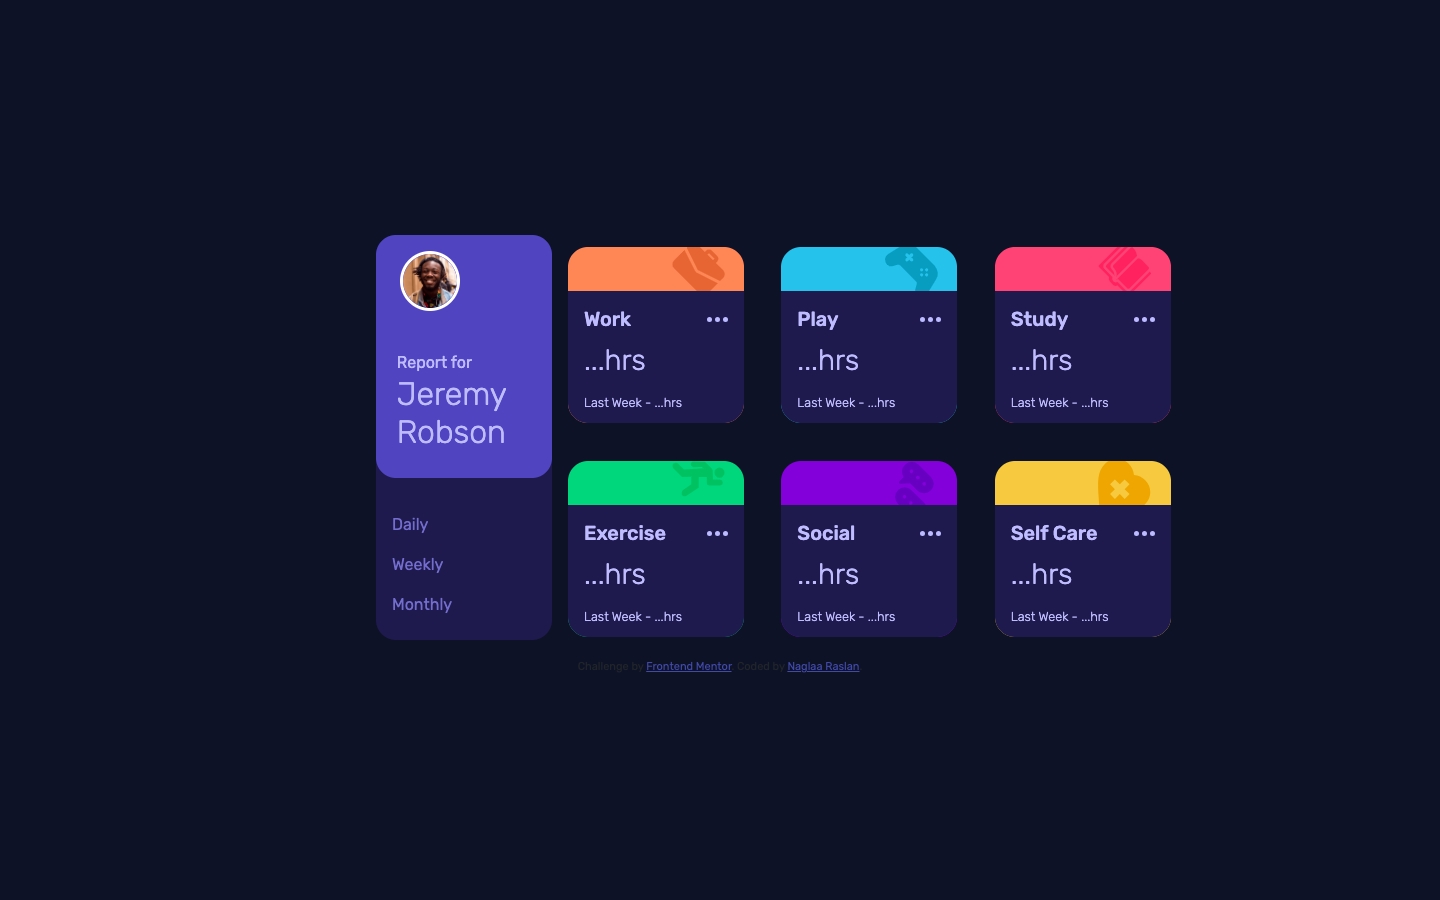 Report for
Jeremy
Robson
Daily
Weekly
Monthly
Work
...hrs
Last Week - ...hrs
Play
...hrs
Last Week - ...hrs
Study
...hrs
Last Week - ...hrs
Exercise
...hrs
Last Week - ...hrs
Social
...hrs
Last Week - ...hrs
Self Care
...hrs
Last Week - ...hrs
Challenge by Frontend Mentor. Coded by Naglaa Raslan.